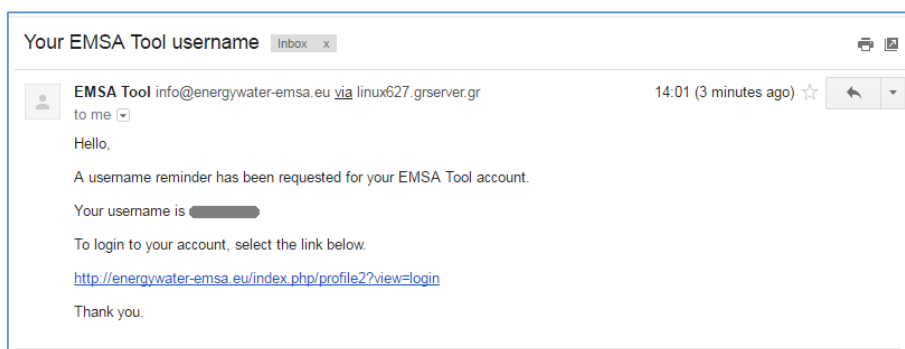 Your EMSA Tool username Inbox x
EMSA Tool info@energywater-emsa.eu via linux627.grserver.gr 14:01 (3 minutes ago)
to me
Hello,
A username reminder has been requested for your EMSA Tool account.
Your username is
To login to your account, select the link below.
http://energywater-emsa.eu/index.php/profile2?view=login
Thank you.